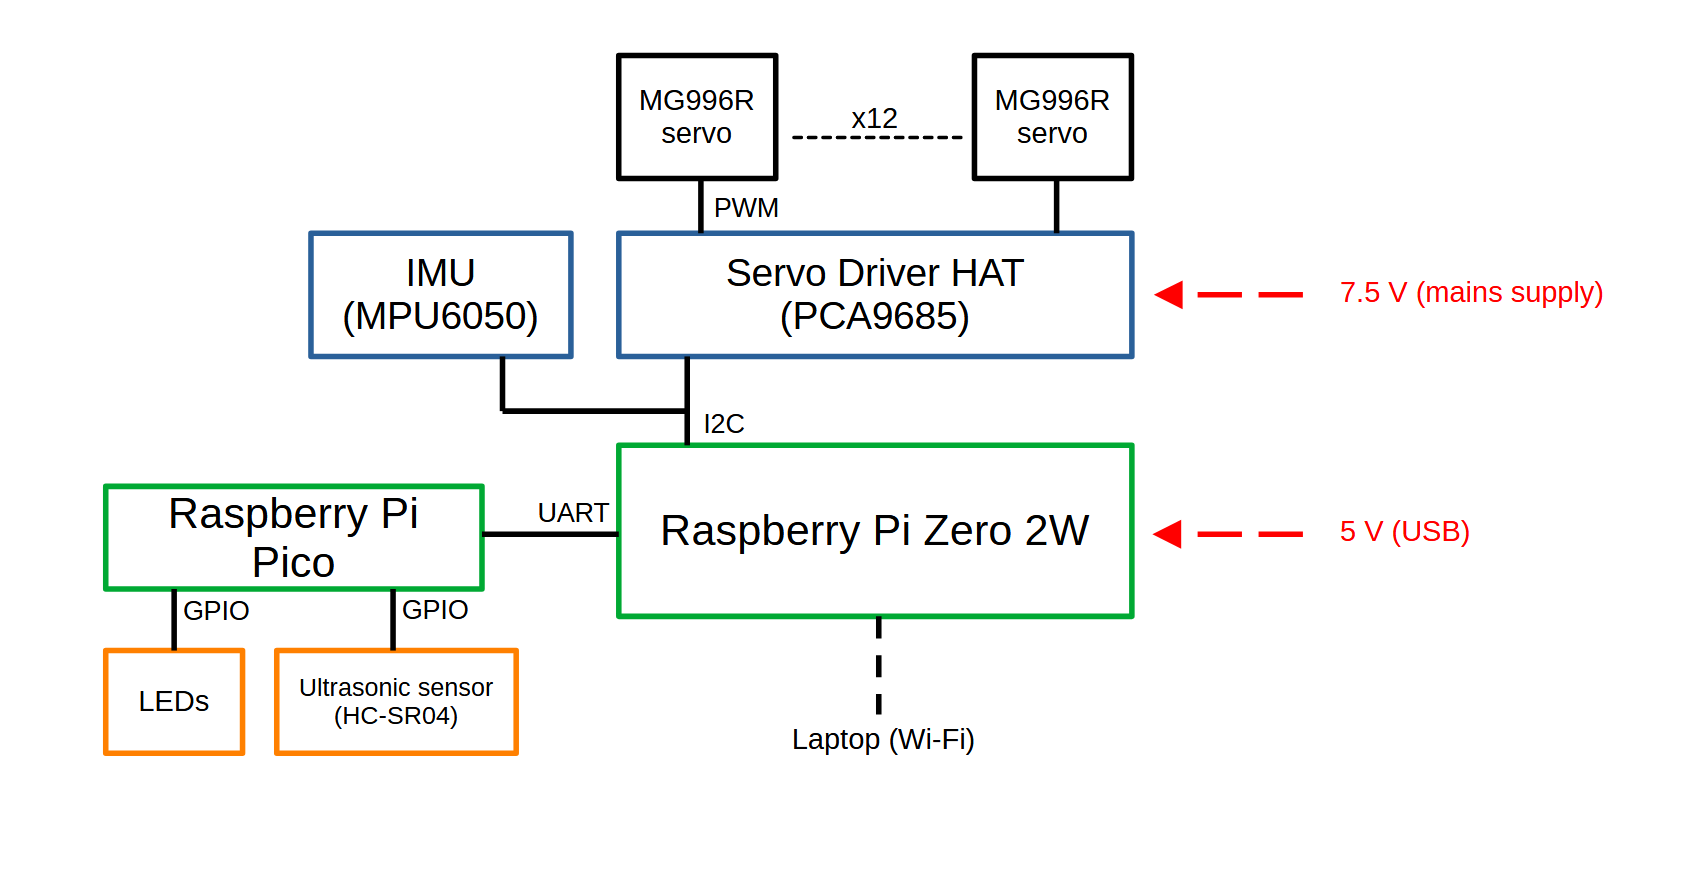 MG996R
servo
x12
MG996R
servo
PWM
IMU
(MPU6050)
Servo Driver HAT
(PCA9685)
7.5 V (mains supply)
I2C
Raspberry Pi
Pico
UART
Raspberry Pi Zero 2W
5 V (USB)
GPIO
GPIO
LEDs
Ultrasonic sensor
(HC-SR04)
Laptop (Wi-Fi)